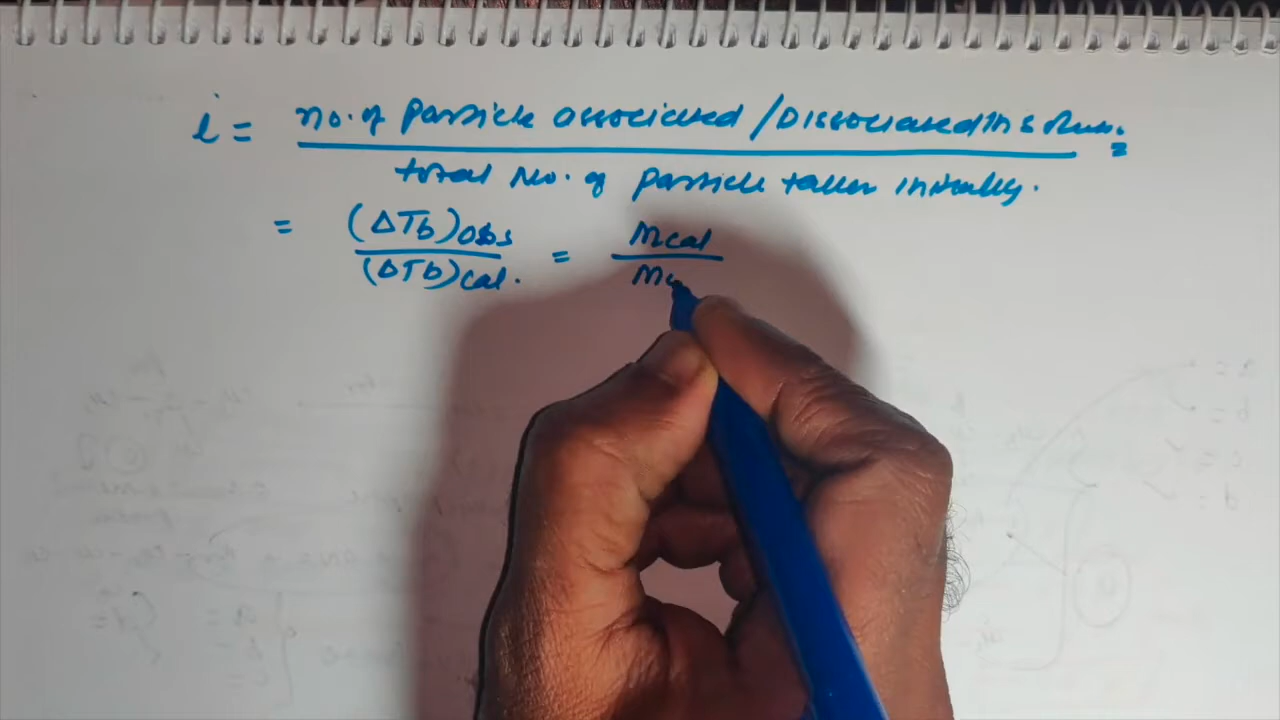 i = no. of particle associated / Dissociated in soln. =
total No. of particle taken initially.
= (ΔTb)obs / (ΔTb)cal. = Mcal / M